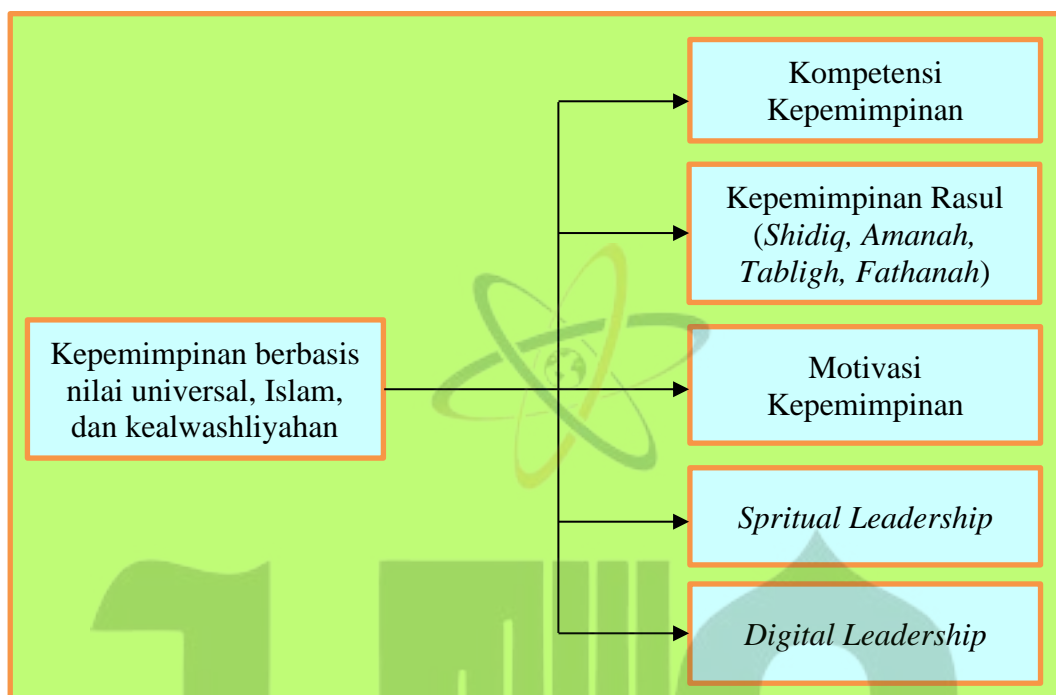 Kompetensi
Kepemimpinan
Kepemimpinan Rasul
(Shidiq, Amanah,
Tabligh, Fathanah)
Kepemimpinan berbasis
nilai universal, Islam,
dan kealwashliyahan
Motivasi
Kepemimpinan
Spritual Leadership
Digital Leadership